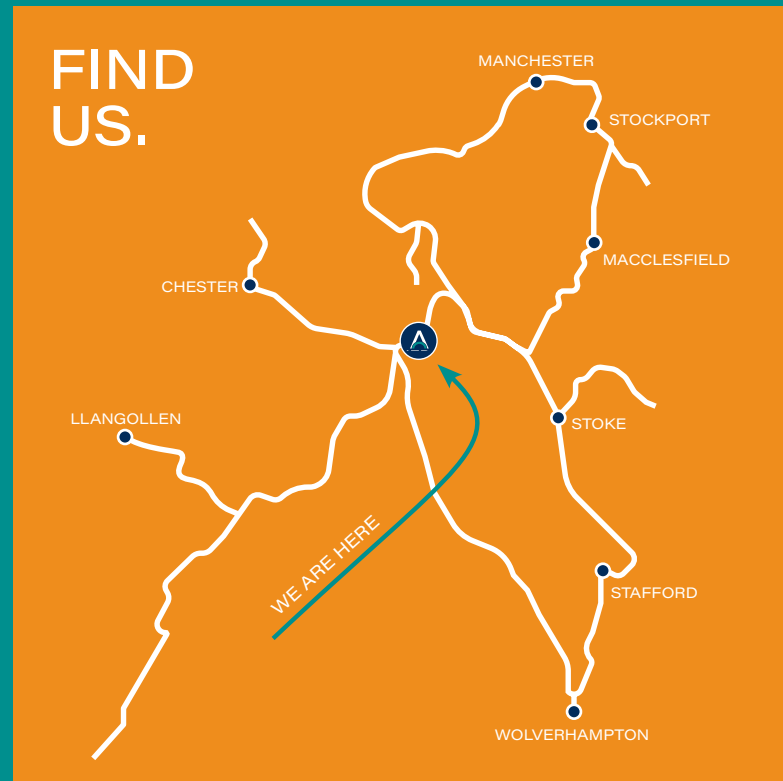 FIND
US.
MANCHESTER
STOCKPORT
MACCLESFIELD
CHESTER
LLANGOLLEN
STOKE
WE ARE HERE
STAFFORD
WOLVERHAMPTON